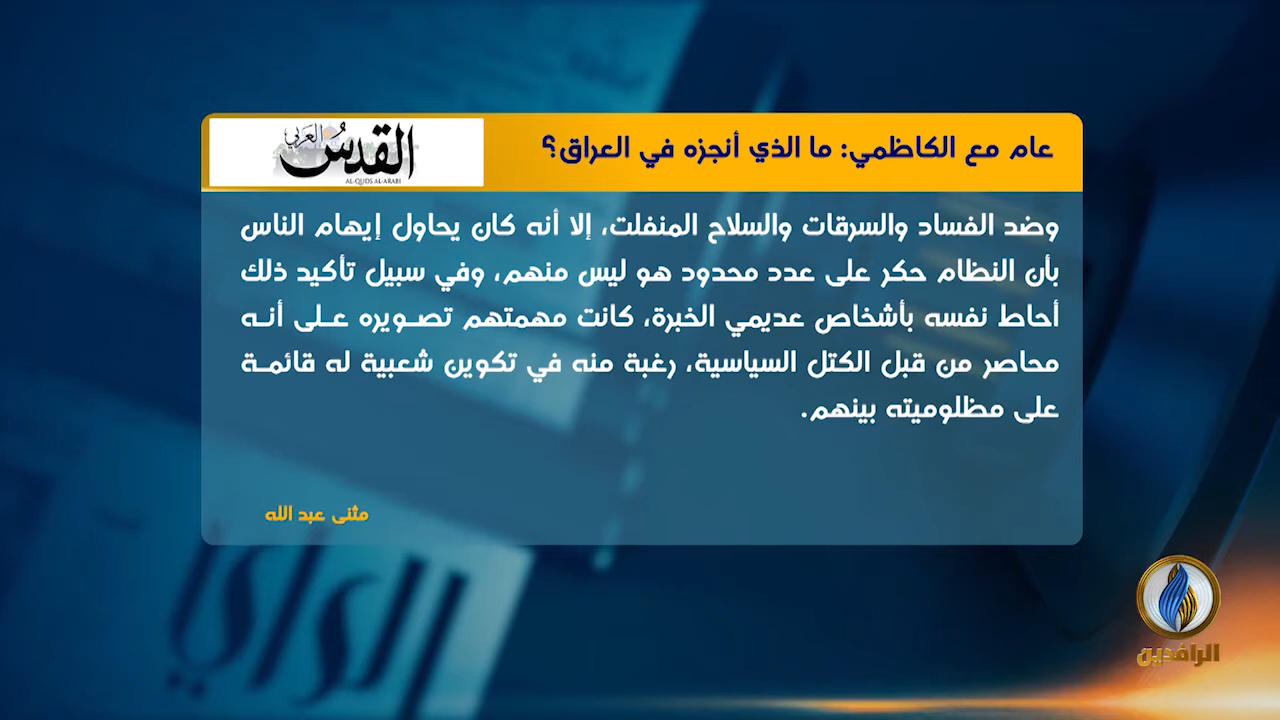 عام مع الكاظمي: ما الذي أنجزه في العراق؟
القدس العربي
AL-QUDS AL-ARABI
وضد الفساد والسرقات والسلاح المنفلت، إلا أنه كان يحاول إيهام الناس
بأن النظام حكر على عدد محدود هو ليس منهم، وفي سبيل تأكيد ذلك
أحاط نفسه بأشخاص عديمي الخبرة، كانت مهمتهم تصويره على أنه
محاصر من قبل الكتل السياسية، رغبة منه في تكوين شعبية له قائمة
على مظلوميته بينهم.
مثنى عبد الله
الرأي
الرافدين